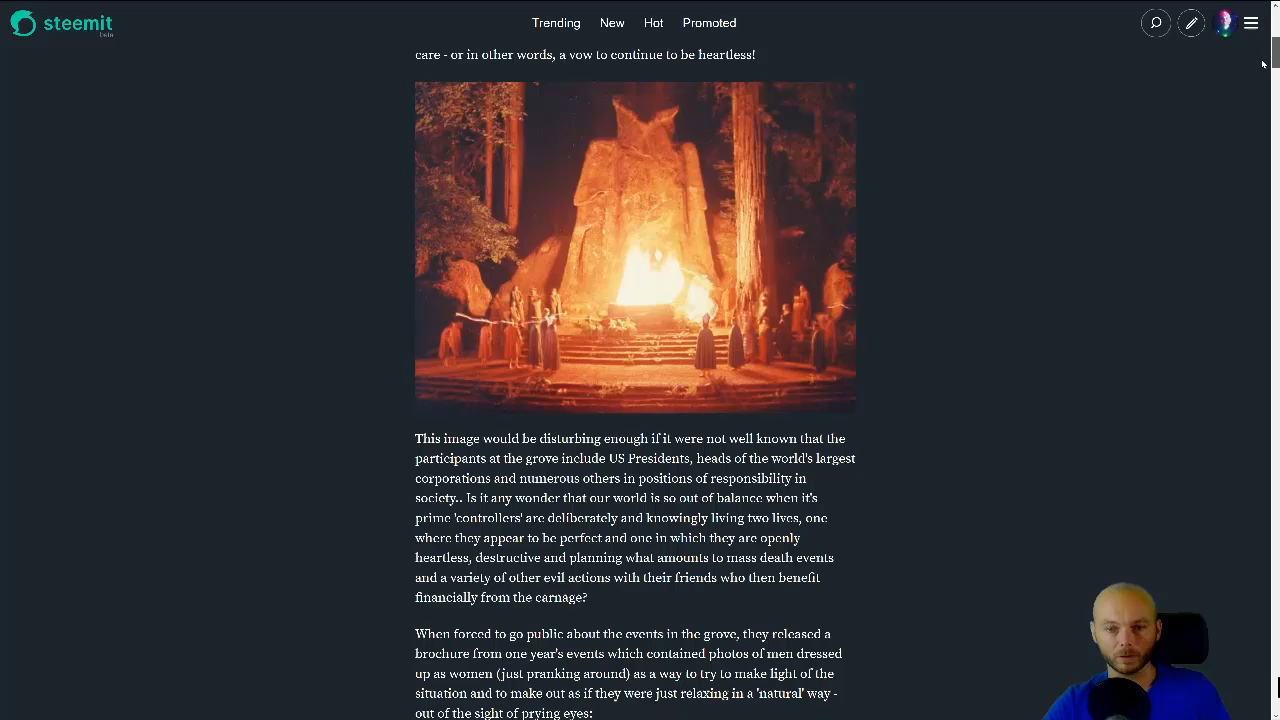 steemit
beta
Trending New Hot Promoted
care - or in other words, a vow to continue to be heartless!
This image would be disturbing enough if it were not well known that the
participants at the grove include US Presidents, heads of the world's largest
corporations and numerous others in positions of responsibility in
society.. Is it any wonder that our world is so out of balance when it's
prime 'controllers' are deliberately and knowingly living two lives, one
where they appear to be perfect and one in which they are openly
heartless, destructive and planning what amounts to mass death events
and a variety of other evil actions with their friends who then benefit
financially from the carnage?
When forced to go public about the events in the grove, they released a
brochure from one year's events which contained photos of men dressed
up as women (just pranking around) as a way to try to make light of the
situation and to make out as if they were just relaxing in a 'natural' way -
out of the sight of prying eyes: